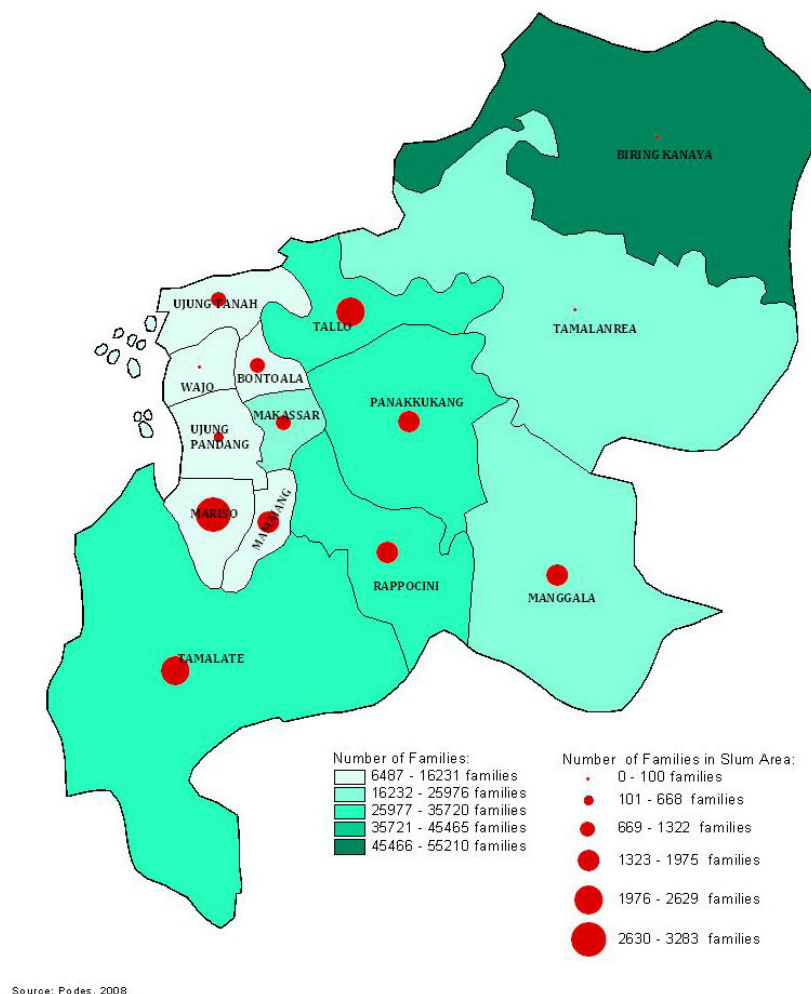 BIRING KANAYA
UJUNG TANAH
TALLO
TAMALANREA
WAJO
BONTOALA
PANAKKUKANG
MAKASSAR
UJUNG
PANDANG
MARISO
MAMAJANG
RAPPOCINI
MANGGALA
TAMALATE
Number of Families:
6487 - 16231 families
16232 - 25976 families
25977 - 35720 families
35721 - 45465 families
45466 - 55210 families
Number of Families in Slum Area:
0 - 100 families
101 - 668 families
669 - 1322 families
1323 - 1975 families
1976 - 2629 families
2630 - 3283 families
Source: Podes, 2008